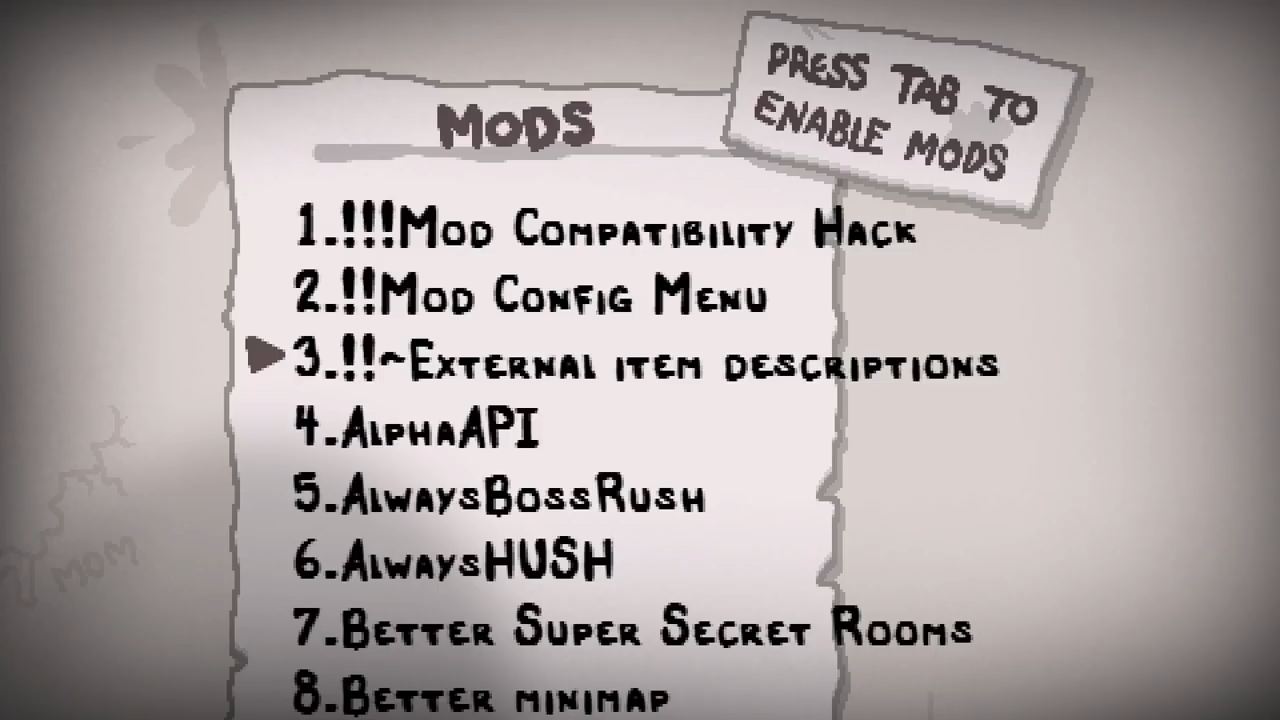 PRESS TAB TO
ENABLE MODS
MODS
1.!!!Mod Compatibility Hack
2.!!Mod Config Menu
3.!!~External item descriptions
4.AlphaAPI
5.AlwaysBossRush
6.AlwaysHUSH
7.Better Super Secret Rooms
8.Better minimap
MOM